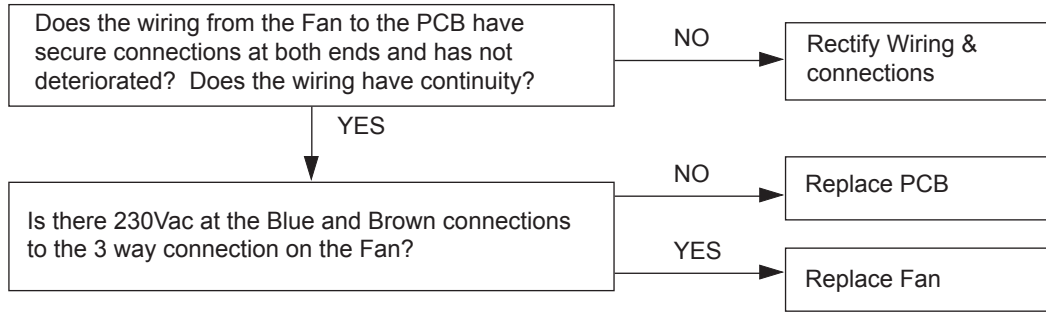 Does the wiring from the Fan to the PCB have
secure connections at both ends and has not
deteriorated?  Does the wiring have continuity?
NO
Rectify Wiring &
connections
YES
Is there 230Vac at the Blue and Brown connections
to the 3 way connection on the Fan?
NO
Replace PCB
YES
Replace Fan